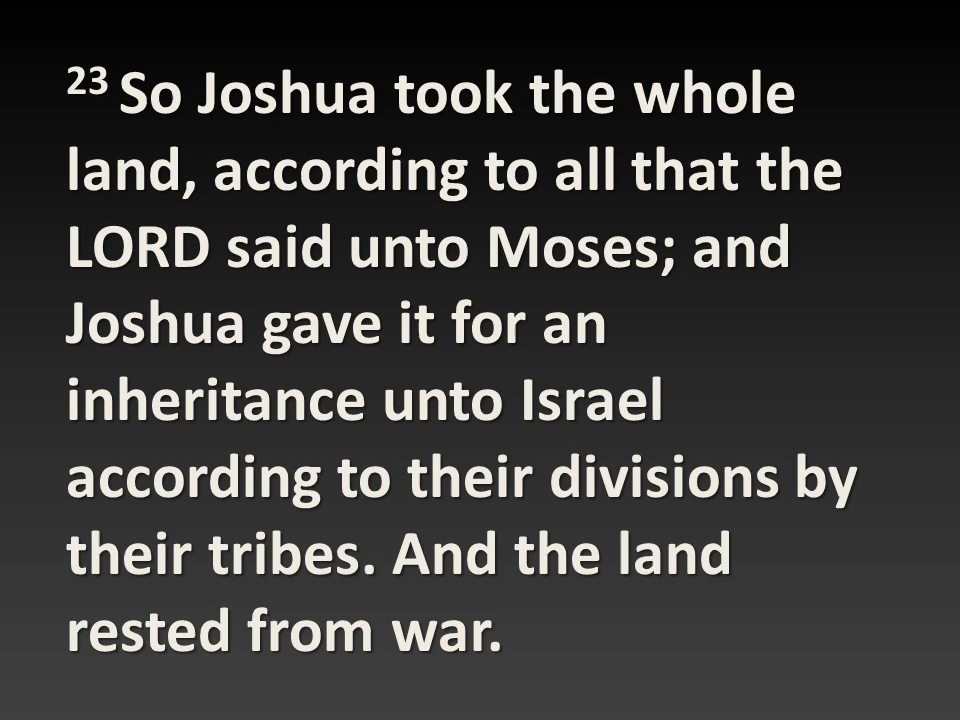 23 So Joshua took the whole
land, according to all that the
LORD said unto Moses; and
Joshua gave it for an
inheritance unto Israel
according to their divisions by
their tribes. And the land
rested from war.